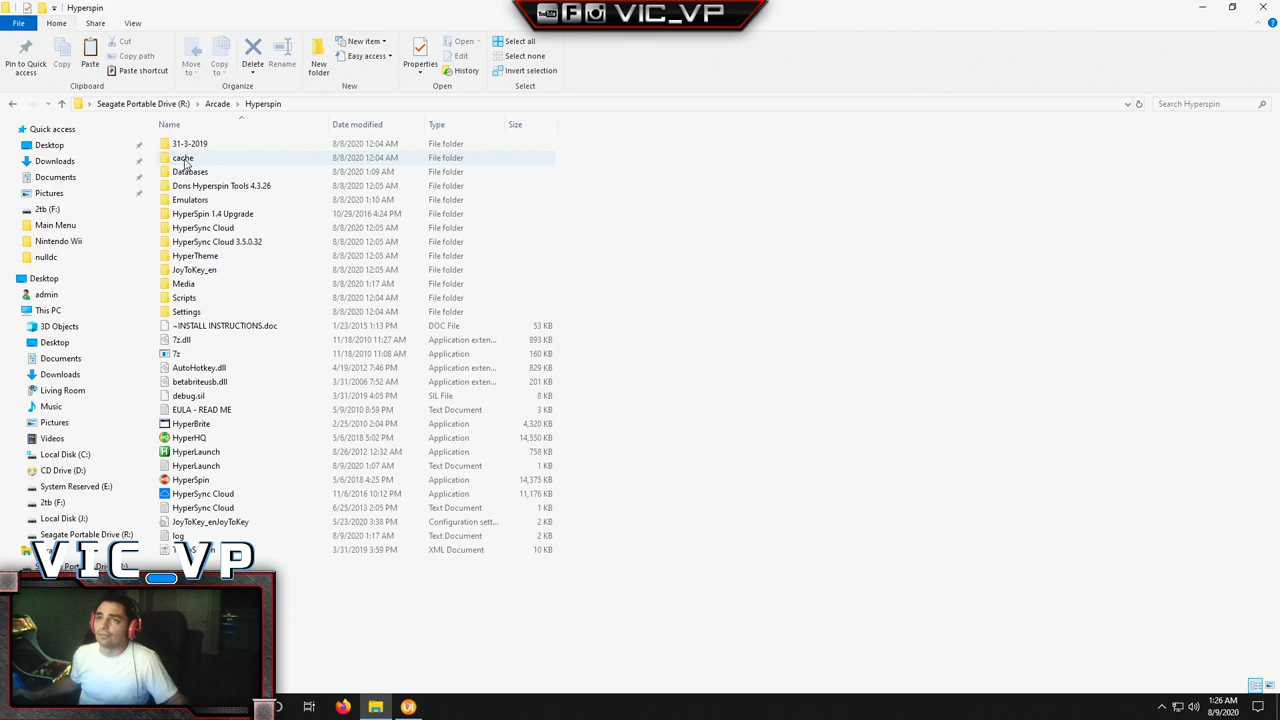 Hyperspin
VIC_VP
File Home Share View
Pin to Quick access
Copy
Paste
Cut
Copy path
Paste shortcut
Clipboard
Move to
Copy to
Delete
Rename
Organize
New folder
New item
Easy access
New
Properties
Open
Edit
History
Open
Select all
Select none
Invert selection
Select
Seagate Portable Drive (R:) > Arcade > Hyperspin
Search Hyperspin
Quick access
Desktop
Downloads
Documents
Pictures
2tb (F:)
Main Menu
Nintendo Wii
nulldc
Desktop
admin
This PC
3D Objects
Desktop
Documents
Downloads
Living Room
Music
Pictures
Videos
Local Disk (C:)
CD Drive (D:)
System Reserved (E:)
2tb (F:)
Local Disk (J:)
Seagate Portable Drive (R:)
Name Date modified Type Size
31-3-2019 8/8/2020 12:04 AM File folder
cache 8/8/2020 12:04 AM File folder
Databases 8/8/2020 1:09 AM File folder
Dons Hyperspin Tools 4.3.26 8/8/2020 12:05 AM File folder
Emulators 8/8/2020 1:10 AM File folder
HyperSpin 1.4 Upgrade 10/29/2016 4:24 PM File folder
HyperSync Cloud 8/8/2020 12:05 AM File folder
HyperSync Cloud 3.5.0.32 8/8/2020 12:05 AM File folder
HyperTheme 8/8/2020 12:05 AM File folder
JoyToKey_en 8/8/2020 12:05 AM File folder
Media 8/8/2020 1:17 AM File folder
Scripts 8/8/2020 12:04 AM File folder
Settings 8/8/2020 12:04 AM File folder
~INSTALL INSTRUCTIONS.doc 1/23/2015 1:13 PM DOC File 53 KB
7z.dll 11/18/2010 11:27 AM Application exten... 893 KB
7z 11/18/2010 11:08 AM Application 160 KB
AutoHotkey.dll 4/19/2012 7:46 PM Application exten... 829 KB
betabriteusb.dll 3/31/2006 7:52 AM Application exten... 201 KB
debug.sil 3/31/2019 4:05 PM SIL File 8 KB
EULA - READ ME 5/9/2010 8:59 PM Text Document 3 KB
HyperBrite 2/25/2010 2:04 PM Application 4,320 KB
HyperHQ 5/6/2018 5:02 PM Application 14,550 KB
HyperLaunch 8/26/2012 12:32 AM Application 758 KB
HyperLaunch 8/9/2020 1:07 AM Text Document 1 KB
HyperSpin 5/6/2018 4:25 PM Application 14,375 KB
HyperSync Cloud 11/6/2016 10:12 PM Application 11,176 KB
HyperSync Cloud 6/25/2013 2:05 PM Text Document 1 KB
JoyToKey_enJoyToKey 5/23/2020 3:38 PM Configuration sett... 2 KB
log 8/9/2020 1:17 AM Text Document 2 KB
3/31/2019 3:59 PM XML Document 10 KB
VIC_VP
1:26 AM
8/9/2020